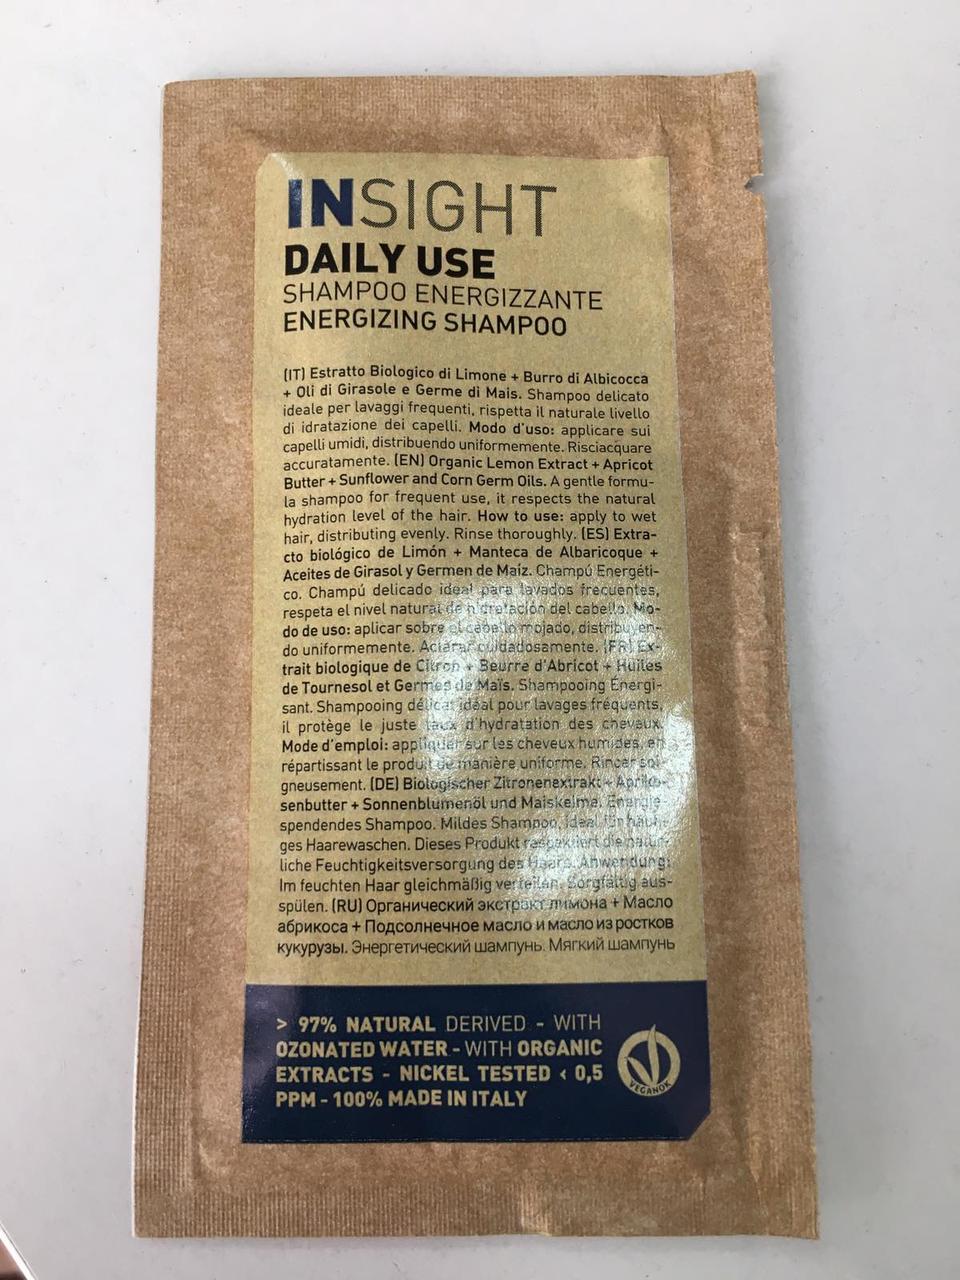 INSIGHT
DAILY USE
SHAMPOO ENERGIZZANTE
ENERGIZING SHAMPOO
(IT) Estratto Biologico di Limone + Burro di Albicocca
+ Oli di Girasole e Germe di Mais. Shampoo delicato
ideale per lavaggi frequenti, rispetta il naturale livello
di idratazione dei capelli. Modo d'uso: applicare sui
capelli umidi, distribuendo uniformemente. Risciacquare
accuratamente. (EN) Organic Lemon Extract + Apricot
Butter + Sunflower and Corn Germ Oils. A gentle formu-
la shampoo for frequent use, it respects the natural
hydration level of the hair. How to use: apply to wet
hair, distributing evenly. Rinse thoroughly. (ES) Extra-
cto biológico de Limón + Manteca de Albaricoque +
Aceites de Girasol y Germen de Maíz. Champú Energéti-
co. Champú delicado ideal para lavados frecuentes,
respeta el nivel natural de hidratación del cabello. Mo-
do de uso: aplicar sobre el cabello mojado, distribuyen-
do uniformemente. Aclarar cuidadosamente. (FR) Ex-
trait biologique de Citron + Beurre d'Abricot + Huiles
de Tournesol et Germes de Maïs. Shampooing Énergi-
sant. Shampooing délicat idéal pour lavages fréquents,
il protège le juste taux d'hydratation des cheveux.
Mode d'emploi: appliquer sur les cheveux humides, en
répartissant le produit de manière uniforme. Rincer soi-
gneusement. (DE) Biologischer Zitronenextrakt + Apriko-
senbutter + Sonnenblumenöl und Maiskeime. Energie-
spendendes Shampoo. Mildes Shampoo, ideal für häufi-
ges Haarewaschen. Dieses Produkt respektiert die natür-
liche Feuchtigkeitsversorgung des Haars. Anwendung:
Im feuchten Haar gleichmäßig verteilen. Sorgfältig aus-
spülen. (RU) Органический экстракт лимона + Масло
абрикоса + Подсолнечное масло и масло из ростков
кукурузы. Энергетический шампунь. Мягкий шампунь
> 97% NATURAL DERIVED - WITH
OZONATED WATER - WITH ORGANIC
EXTRACTS - NICKEL TESTED < 0,5
PPM - 100% MADE IN ITALY
VEGANOK